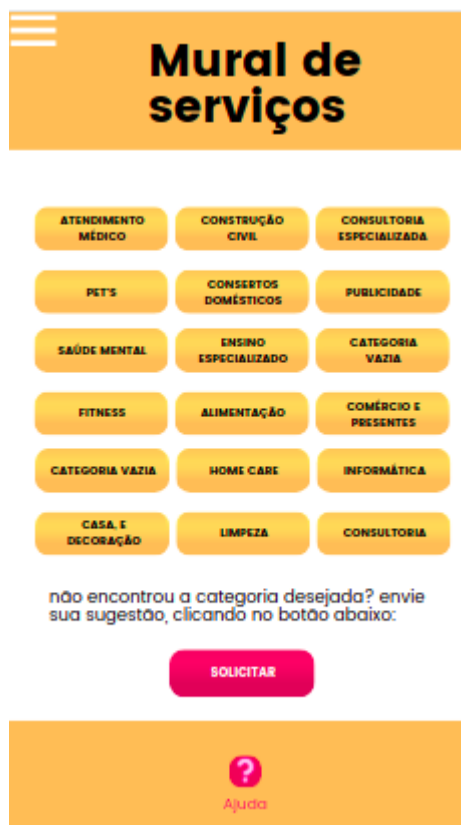 Mural de
serviços
ATENDIMENTO
MÉDICO
CONSTRUÇÃO
CIVIL
CONSULTORIA
ESPECIALIZADA
PET'S
CONSERTOS
DOMÉSTICOS
PUBLICIDADE
SAÚDE MENTAL
ENSINO
ESPECIALIZADO
CATEGORIA
VAZIA
FITNESS
ALIMENTAÇÃO
COMÉRCIO E
PRESENTES
CATEGORIA VAZIA
HOME CARE
INFORMÁTICA
CASA, E
DECORAÇÃO
LIMPEZA
CONSULTORIA
não encontrou a categoria desejada? envie
sua sugestão, clicando no botão abaixo:
SOLICITAR
?
Ajuda